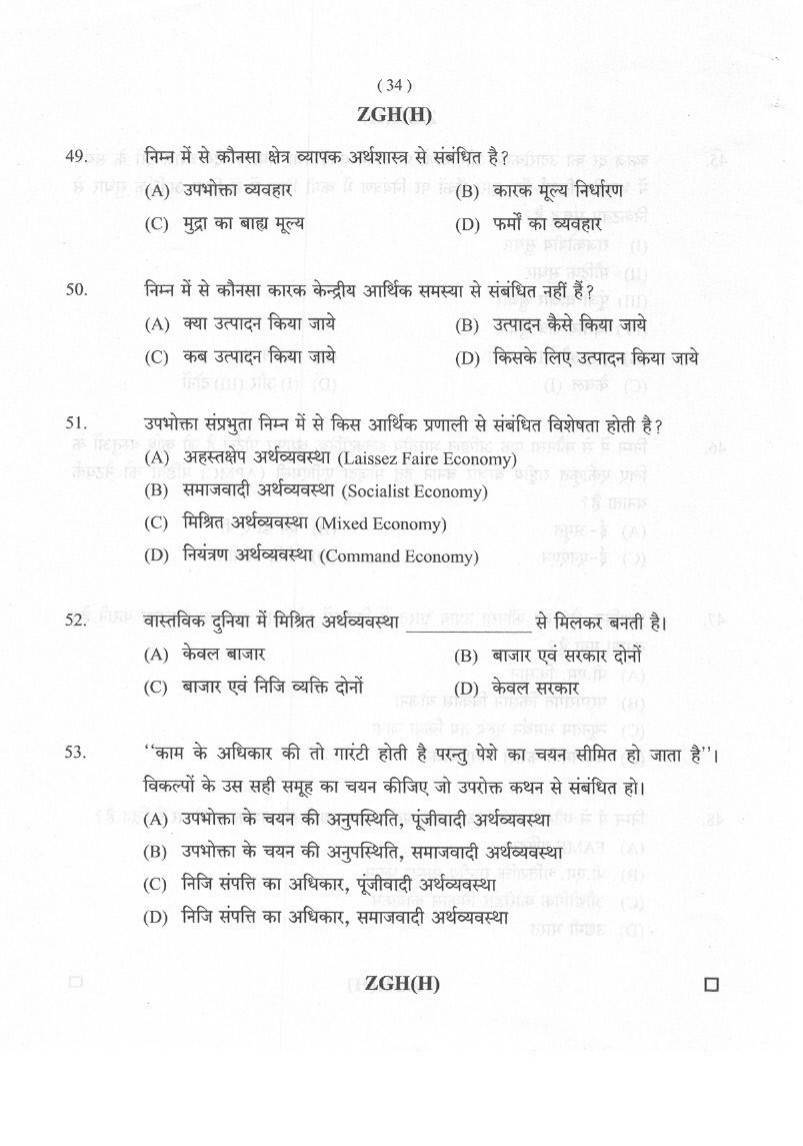 ( 34 )
ZGH(H)
49. निम्न में से कौनसा क्षेत्र व्यापक अर्थशास्त्र से संबंधित है?
(A) उपभोक्ता व्यवहार (B) कारक मूल्य निर्धारण
(C) मुद्रा का बाह्य मूल्य (D) फर्मों का व्यवहार
50. निम्न में से कौनसा कारक केन्द्रीय आर्थिक समस्या से संबंधित नहीं हैं?
(A) क्या उत्पादन किया जाये (B) उत्पादन कैसे किया जाये
(C) कब उत्पादन किया जाये (D) किसके लिए उत्पादन किया जाये
51. उपभोक्ता संप्रभुता निम्न में से किस आर्थिक प्रणाली से संबंधित विशेषता होती है?
(A) अहस्तक्षेप अर्थव्यवस्था (Laissez Faire Economy)
(B) समाजवादी अर्थव्यवस्था (Socialist Economy)
(C) मिश्रित अर्थव्यवस्था (Mixed Economy)
(D) नियंत्रण अर्थव्यवस्था (Command Economy)
52. वास्तविक दुनिया में मिश्रित अर्थव्यवस्था ______________ से मिलकर बनती है।
(A) केवल बाजार (B) बाजार एवं सरकार दोनों
(C) बाजार एवं निजि व्यक्ति दोनों (D) केवल सरकार
53. ‘‘काम के अधिकार की तो गारंटी होती है परन्तु पेशे का चयन सीमित हो जाता है’’।
विकल्पों के उस सही समूह का चयन कीजिए जो उपरोक्त कथन से संबंधित हो।
(A) उपभोक्ता के चयन की अनुपस्थिति, पूंजीवादी अर्थव्यवस्था
(B) उपभोक्ता के चयन की अनुपस्थिति, समाजवादी अर्थव्यवस्था
(C) निजि संपत्ति का अधिकार, पूंजीवादी अर्थव्यवस्था
(D) निजि संपत्ति का अधिकार, समाजवादी अर्थव्यवस्था
ZGH(H)